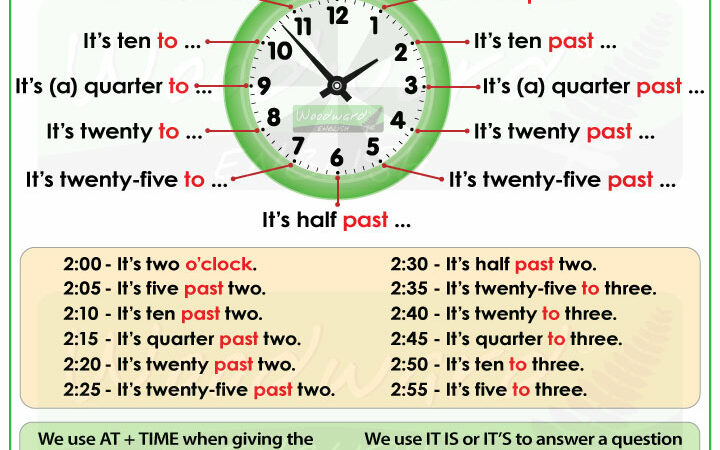 11 12 1
It's ten to ... 10 2 It's ten past ...
It's (a) quarter to ... 9 3 It's (a) quarter past ...
Woodward
ENGLISH
It's twenty to ... 8 4 It's twenty past ...
7 6 5
It's twenty-five to ... It's twenty-five past ...
It's half past ...
2:00 - It's two o'clock.
2:05 - It's five past two.
2:10 - It's ten past two.
2:15 - It's quarter past two.
2:20 - It's twenty past two.
2:25 - It's twenty-five past two.
2:30 - It's half past two.
2:35 - It's twenty-five to three.
2:40 - It's twenty to three.
2:45 - It's quarter to three.
2:50 - It's ten to three.
2:55 - It's five to three.
We use AT + TIME when giving the
We use IT IS or IT'S to answer a question